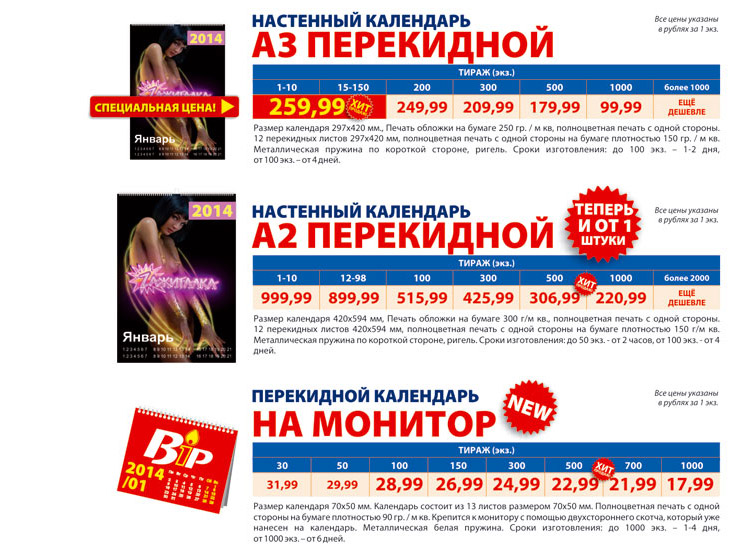 НАСТЕННЫЙ КАЛЕНДАРЬ
А3 ПЕРЕКИДНОЙ
Все цены указаны
в рублях за 1 экз.
2014
СПЕЦИАЛЬНАЯ ЦЕНА!
Январь
ТИРАЖ (экз.)
1-10 15-150 200 300 500 1000 более 1000
259,99 ХИТ 249,99 209,99 179,99 99,99 ЕЩЁ
ДЕШЕВЛЕ
Размер календаря 297х420 мм., Печать обложки на бумаге 250 гр. / м кв, полноцветная печать с одной стороны.
12 перекидных листов 297х420 мм, полноцветная печать с одной стороны на бумаге плотностью 150 гр. / м кв.
Металлическая пружина по короткой стороне, ригель. Сроки изготовления: до 100 экз. – 1-2 дня,
от 100 экз. – от 4 дней.
НАСТЕННЫЙ КАЛЕНДАРЬ
А2 ПЕРЕКИДНОЙ
ТЕПЕРЬ
И ОТ 1
ШТУКИ
Все цены указаны
в рублях за 1 экз.
2014
ЗАЖИГАЛКА
Январь
ТИРАЖ (экз.)
1-10 12-98 100 300 500 1000 более 2000
999,99 899,99 515,99 425,99 306,99 ХИТ 220,99 ЕЩЁ
ДЕШЕВЛЕ
Размер календаря 420х594 мм, Печать обложки на бумаге 300 г/м кв., полноцветная печать с одной стороны.
12 перекидных листов 420х594 мм, полноцветная печать с одной стороны на бумаге плотностью 150 г/м кв.
Металлическая пружина по короткой стороне, ригель. Сроки изготовления: до 50 экз. - от 2 часов, от 100 экз. - от 4
дней.
ПЕРЕКИДНОЙ КАЛЕНДАРЬ
НА МОНИТОР
NEW
Все цены указаны
в рублях за 1 экз.
BiP
2014
/01
ТИРАЖ (экз.)
30 50 100 150 300 500 700 1000
31,99 29,99 28,99 26,99 24,99 22,99 ХИТ 21,99 17,99
Размер календаря 70х50 мм. Календарь состоит из 13 листов размером 70х50 мм. Полноцветная печать с одной
стороны на бумаге плотностью 90 гр. / м кв. Крепится к монитору с помощью двухстороннего скотча, который уже
нанесен на календарь. Металлическая белая пружина. Сроки изготовления: до 1000 экз. – 1-4 дня,
от 1000 экз. – от 6 дней.